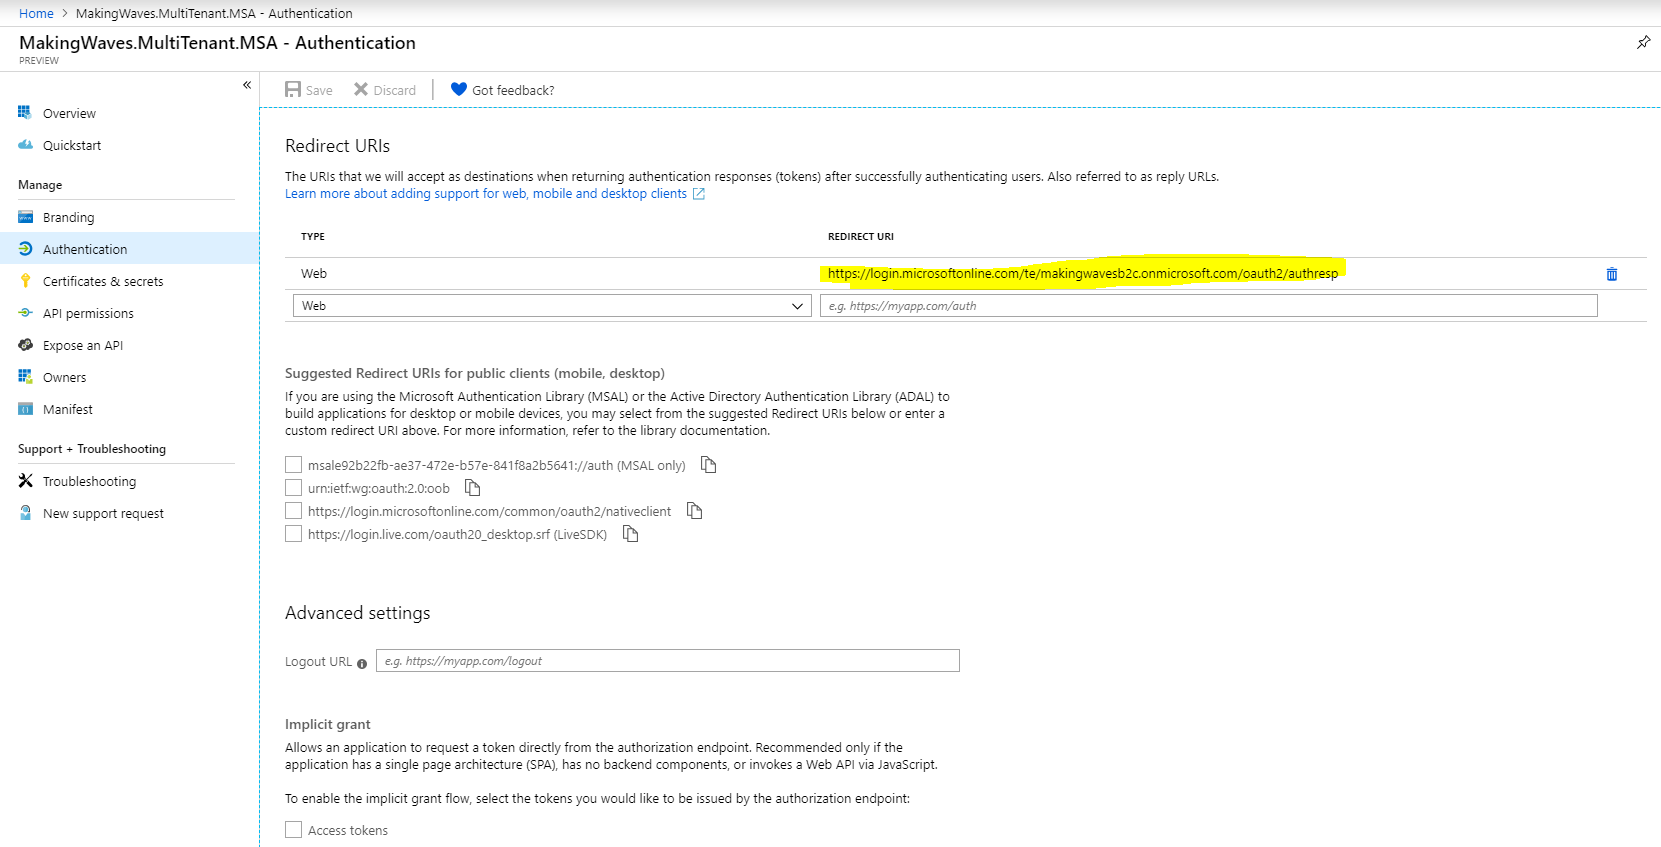 Home > MakingWaves.MultiTenant.MSA - Authentication
MakingWaves.MultiTenant.MSA - Authentication
PREVIEW
«
Overview
Quickstart
Manage
Branding
Authentication
Certificates & secrets
API permissions
Expose an API
Owners
Manifest
Support + Troubleshooting
Troubleshooting
New support request
Save Discard Got feedback?
Redirect URIs
The URIs that we will accept as destinations when returning authentication responses (tokens) after successfully authenticating users. Also referred to as reply URLs.
Learn more about adding support for web, mobile and desktop clients
TYPE REDIRECT URI
Web https://login.microsoftonline.com/te/makingwavesb2c.onmicrosoft.com/oauth2/authresp
Web e.g. https://myapp.com/auth
Suggested Redirect URIs for public clients (mobile, desktop)
If you are using the Microsoft Authentication Library (MSAL) or the Active Directory Authentication Library (ADAL) to
build applications for desktop or mobile devices, you may select from the suggested Redirect URIs below or enter a
custom redirect URI above. For more information, refer to the library documentation.
msale92b22fb-ae37-472e-b57e-841f8a2b5641://auth (MSAL only)
urn:ietf:wg:oauth:2.0:oob
https://login.microsoftonline.com/common/oauth2/nativeclient
https://login.live.com/oauth20_desktop.srf (LiveSDK)
Advanced settings
Logout URL e.g. https://myapp.com/logout
Implicit grant
Allows an application to request a token directly from the authorization endpoint. Recommended only if the
application has a single page architecture (SPA), has no backend components, or invokes a Web API via JavaScript.
To enable the implicit grant flow, select the tokens you would like to be issued by the authorization endpoint:
Access tokens